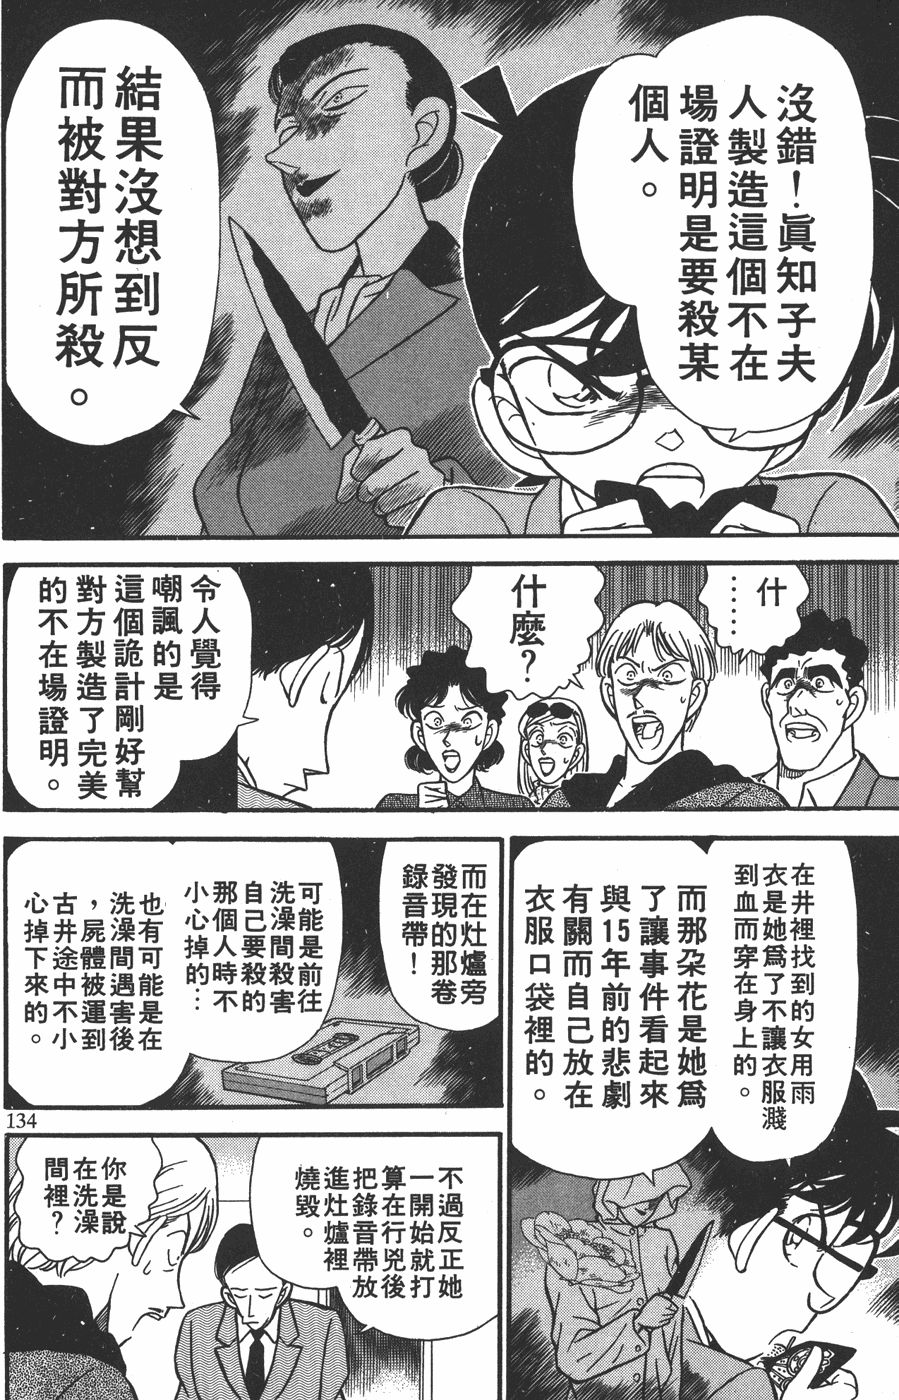 沒錯！眞知子夫
人製造這個不在
場證明是要殺某
個人。
結果沒想到反
而被對方所殺。
什
……
什麼？
令人覺得
嘲諷的是
這個詭計剛好幫
對方製造了完美
的不在場證明。
在井裡找到的女用雨
衣是她爲了不讓衣服濺
到血而穿在身上的。
而那朵花是她爲
了讓事件看起來
與15年前的悲劇
有關而自己放在
衣服口袋裡的。
而在灶爐旁
發現的那卷
錄音帶！
可能是前往
洗澡間殺害
自己要殺的
那個人時不
小心掉的…
也有可能是在
洗澡間遇害後
，屍體被運到
古井途中不小
心掉下來的。
不過反正她
一開始就打
算在行兇後
把錄音帶放
進灶爐裡
燒毀。
你是說
在洗澡
間裡？
134